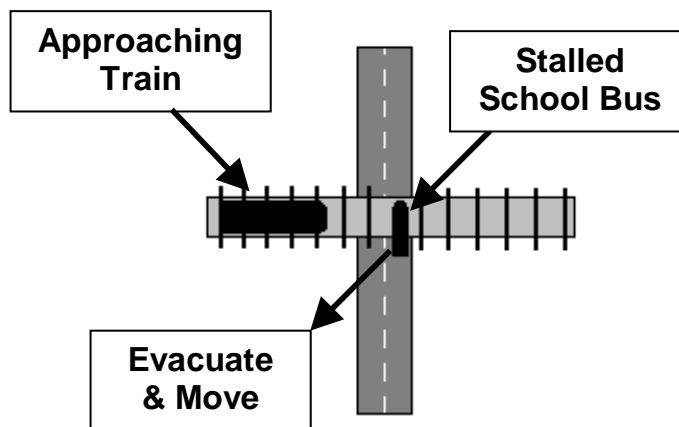 Approaching
Train
Stalled
School Bus
Evacuate
& Move